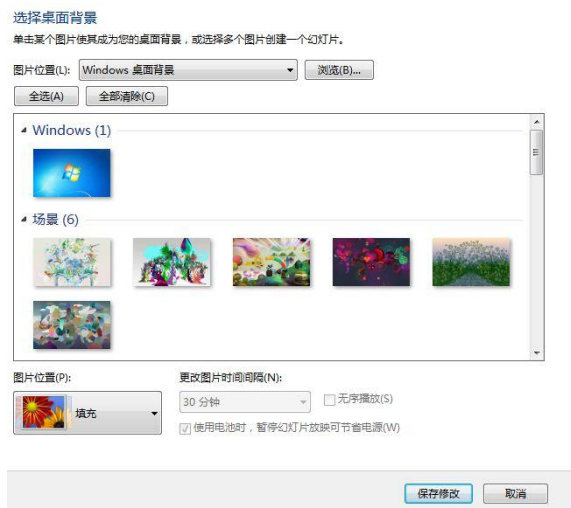 选择桌面背景
单击某个图片使其成为您的桌面背景，或选择多个图片创建一个幻灯片。
图片位置(L): Windows 桌面背景 浏览(B)...
全选(A) 全部清除(C)
Windows (1)
场景 (6)
图片位置(P): 更改图片时间间隔(N):
填充 30 分钟 无序播放(S)
使用电池时，暂停幻灯片放映可节省电源(W)
保存修改 取消